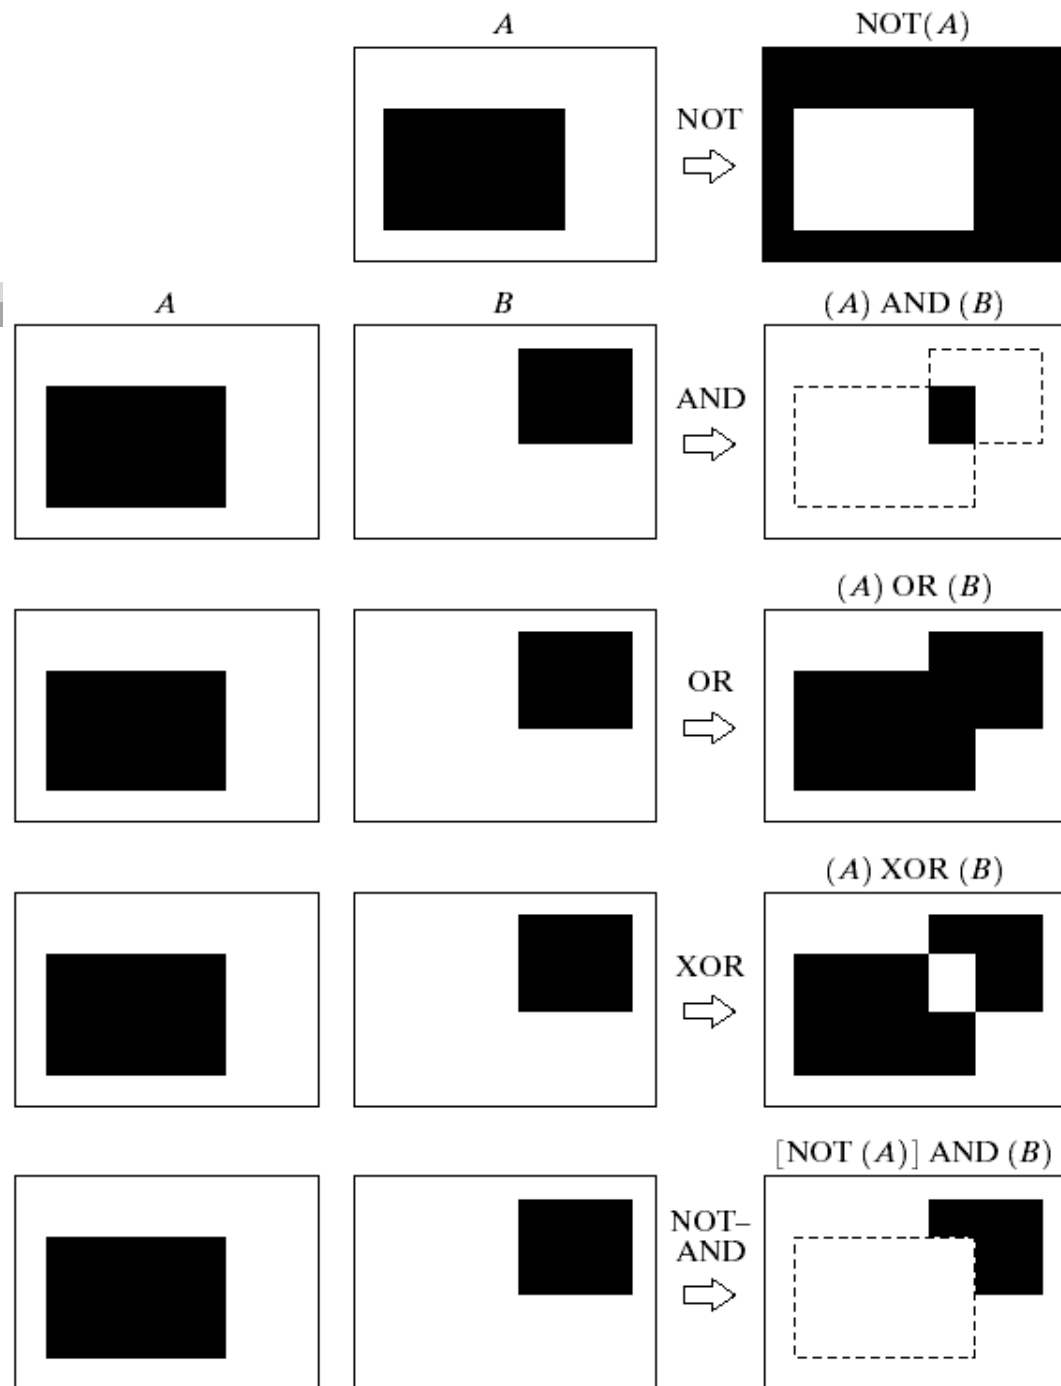 A
NOT(A)
NOT
A
B
(A) AND (B)
AND
(A) OR (B)
OR
(A) XOR (B)
XOR
[NOT (A)] AND (B)
NOT–
AND